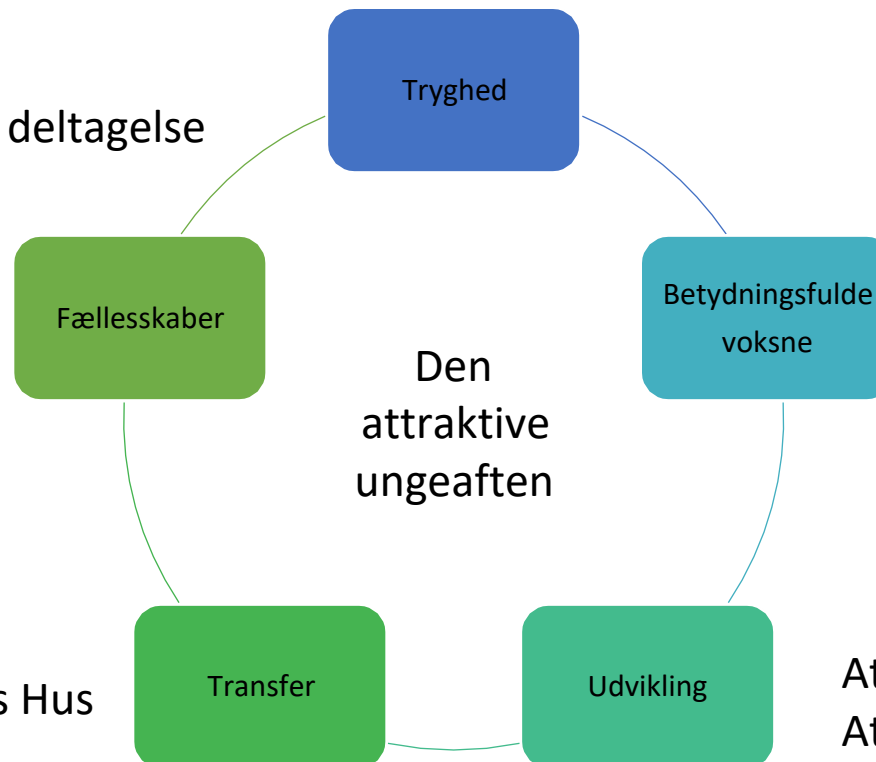 Tryghed
deltagelse
Fællesskaber
Betydningsfulde
voksne
Den
attraktive
ungeaften
Transfer
Udvikling
s Hus
At
At